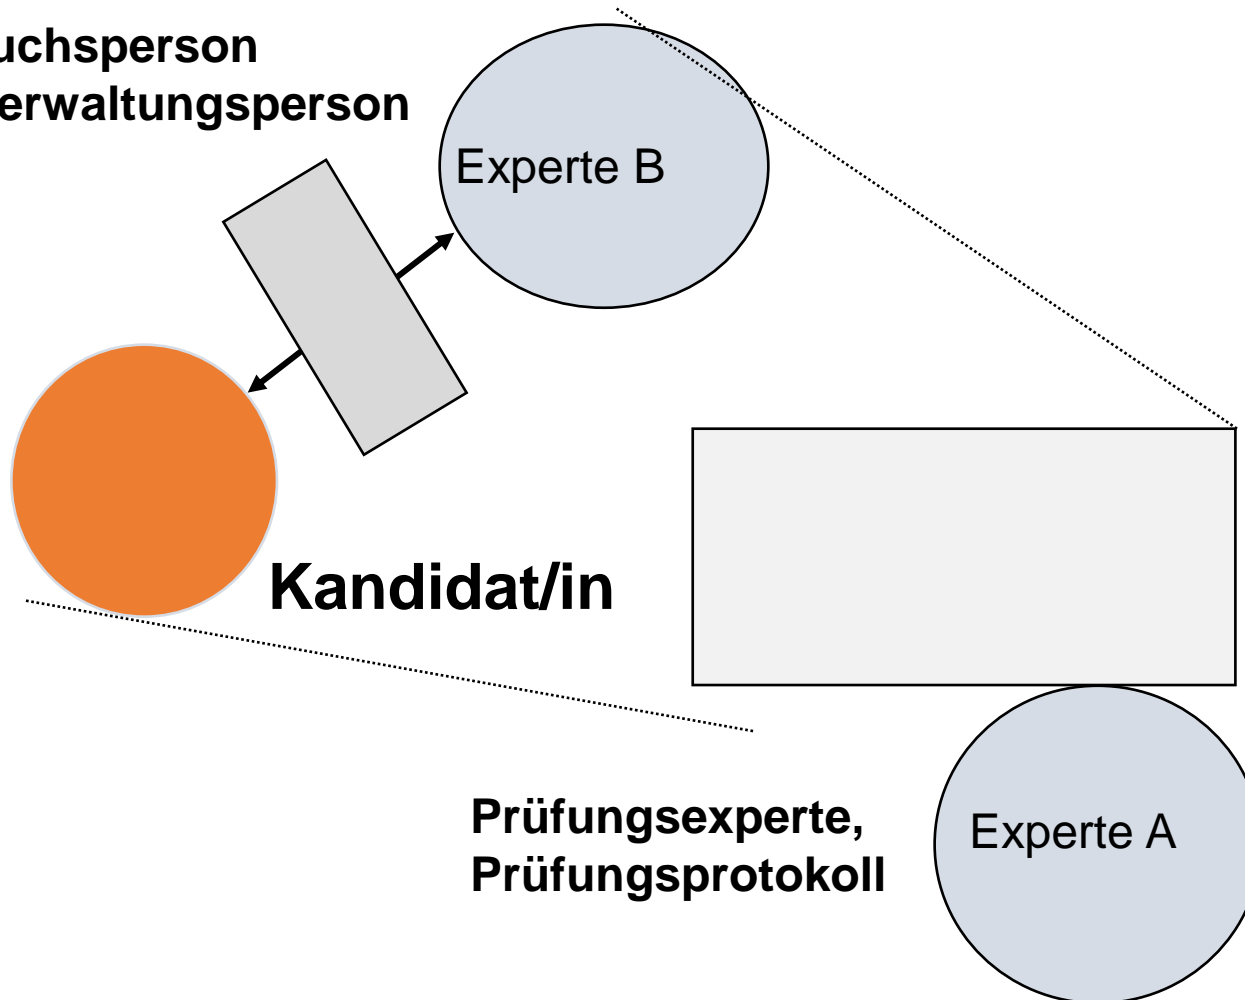 uchsperson
erwaltungsperson
Experte B
Kandidat/in
Prüfungsexperte,
Prüfungsprotokoll
Experte A